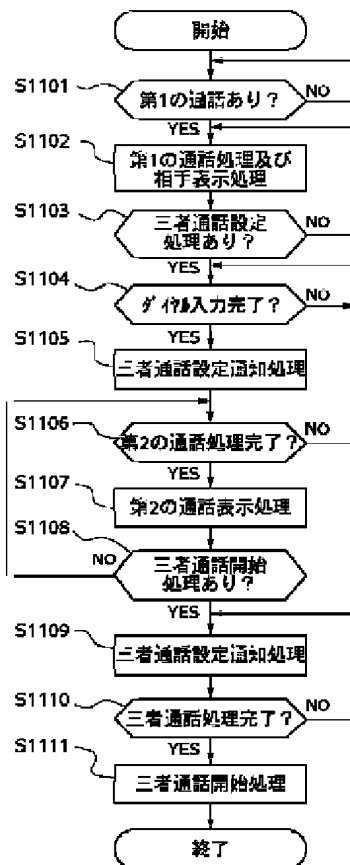 開始
S1101
第1の通話あり？
NO
YES
S1102
第1の通話処理及び
相手表示処理
S1103
三者通話設定
処理あり？
NO
YES
S1104
ダイヤル入力完了？
NO
YES
S1105
三者通話設定通知処理
S1106
第2の通話処理完了？
NO
YES
S1107
第2の通話表示処理
S1108
NO
三者通話開始
処理あり？
YES
S1109
三者通話設定通知処理
S1110
三者通話処理完了？
NO
YES
S1111
三者通話開始処理
終了